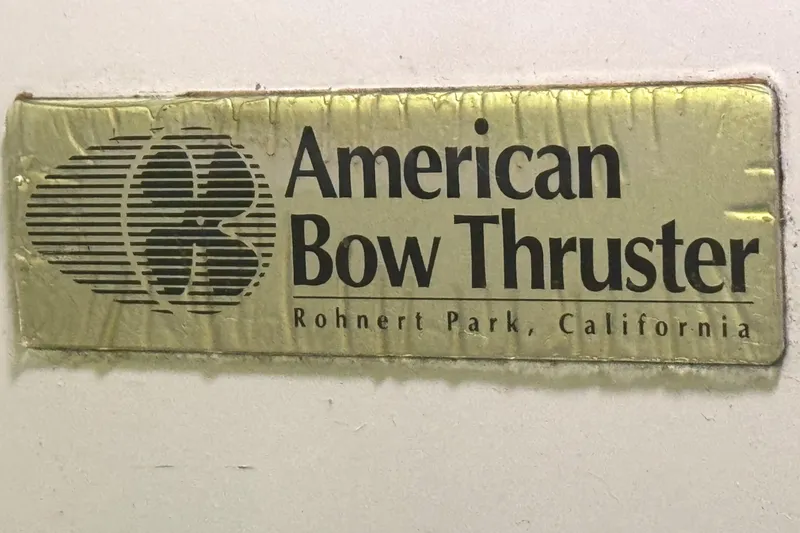 American
Bow Thruster
Rohnert Park, California